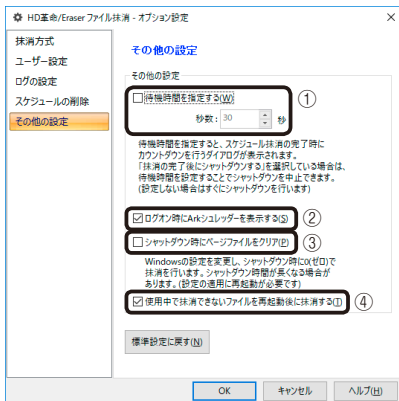 HD革命/Eraser ファイル抹消 - オプション設定
抹消方式
ユーザー設定
ログの設定
スケジュールの削除
その他の設定
その他の設定
その他の設定
待機時間を指定する(W)
①
秒数: 30 秒
待機時間を指定すると、スケジュール抹消の完了時に
カウントダウンを行うダイアログが表示されます。
「抹消の完了後にシャットダウンする」を選択している場合は、
待機時間を設定することでシャットダウンを中止できます。
(設定しない場合はすぐにシャットダウンを行います)
ログオン時にArkシュレッダーを表示する(S)
②
シャットダウン時にページファイルをクリア(P)
③
Windowsの設定を変更し、シャットダウン時に0(ゼロ)で
抹消を行います。シャットダウン時間が長くなる場合が
あります。(設定の適用に再起動が必要です)
使用中で抹消できないファイルを再起動後に抹消する(T)
④
標準設定に戻す(N)
OK
キャンセル
ヘルプ(H)